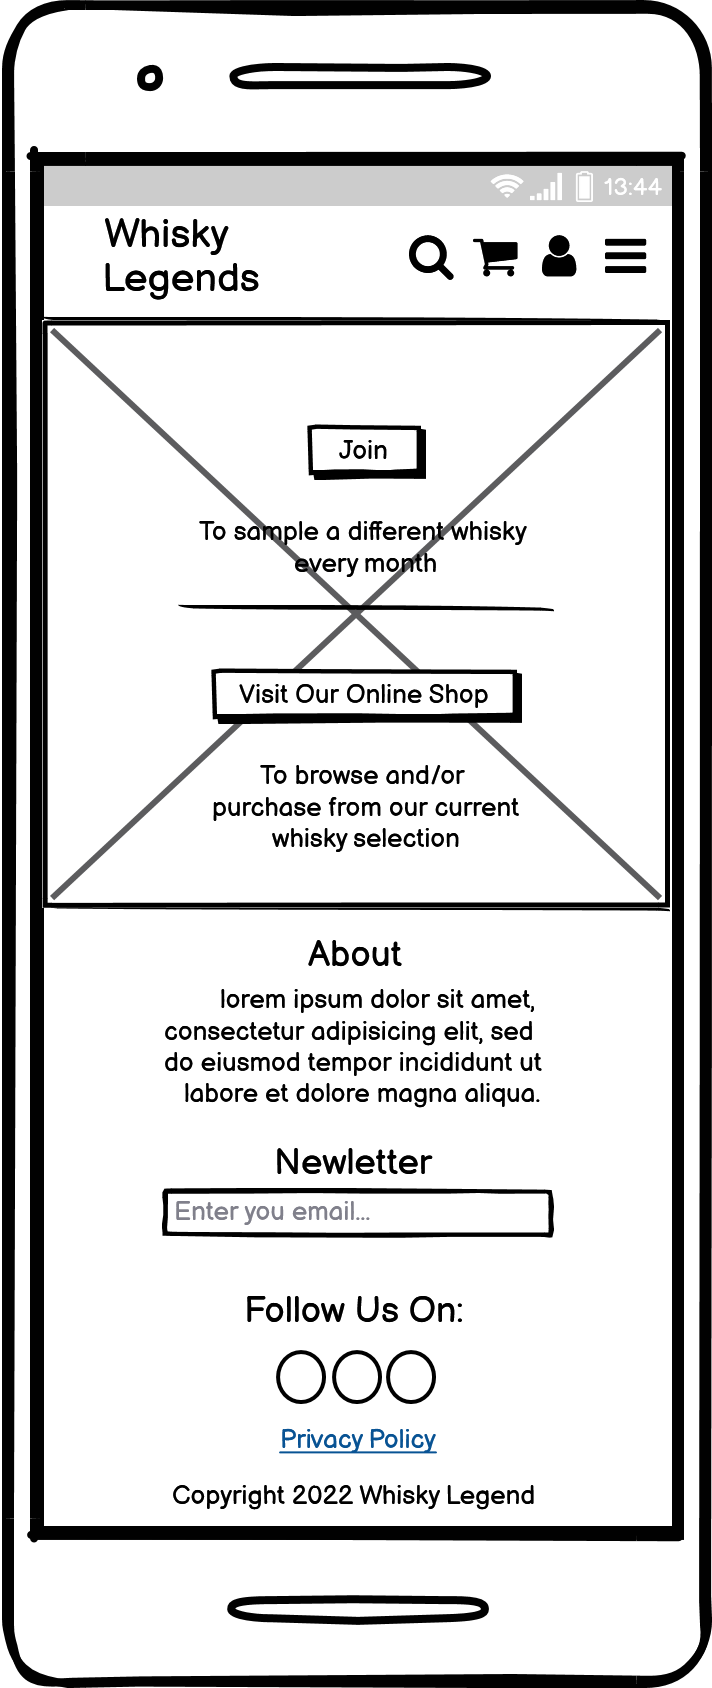 13:44
Whisky
Legends
Join
To sample a different whisky
every month
Visit Our Online Shop
To browse and/or
purchase from our current
whisky selection
About
lorem ipsum dolor sit amet,
consectetur adipisicing elit, sed
do eiusmod tempor incididunt ut
labore et dolore magna aliqua.
Newletter
Enter you email...
Follow Us On:
Privacy Policy
Copyright 2022 Whisky Legend